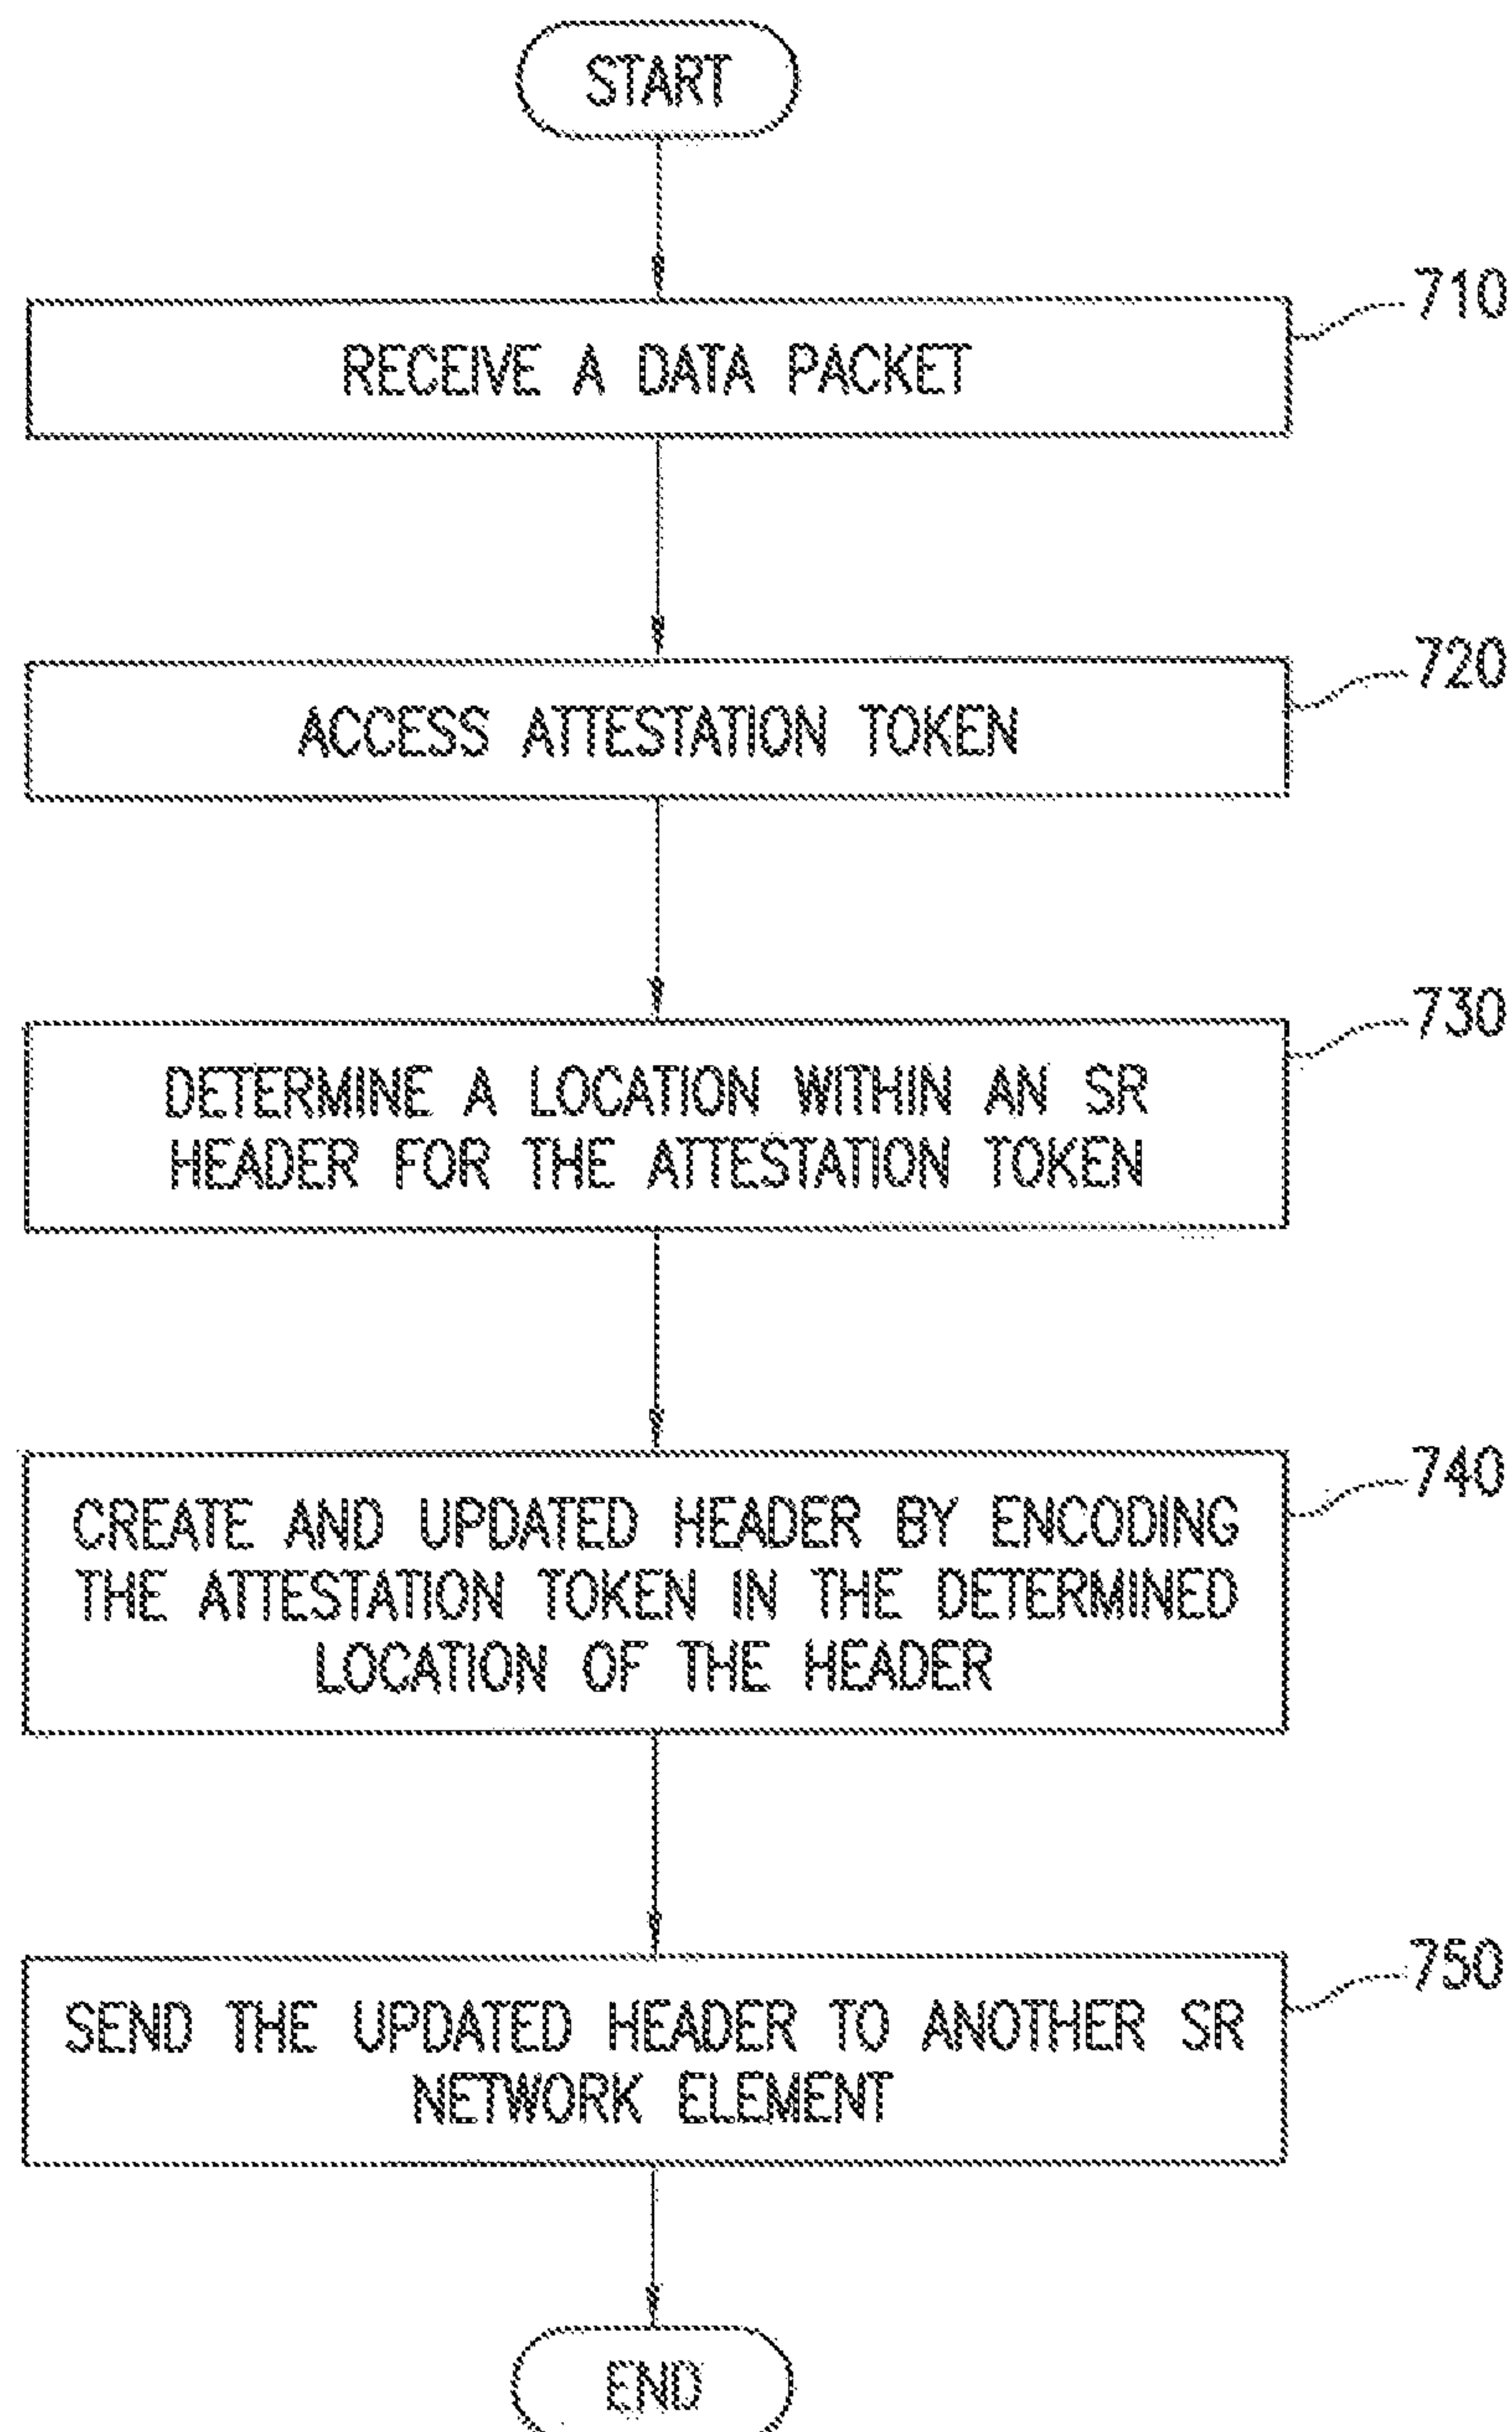 START
710
RECEIVE A DATA PACKET
720
ACCESS ATTESTATION TOKEN
730
DETERMINE A LOCATION WITHIN AN SR
HEADER FOR THE ATTESTATION TOKEN
740
CREATE AND UPDATED HEADER BY ENCODING
THE ATTESTATION TOKEN IN THE DETERMINED
LOCATION OF THE HEADER
750
SEND THE UPDATED HEADER TO ANOTHER SR
NETWORK ELEMENT
END